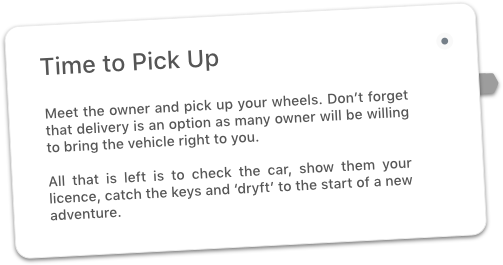 Time to Pick Up
Meet the owner and pick up your wheels. Don’t forget
that delivery is an option as many owner will be willing
to bring the vehicle right to you.
All that is left is to check the car, show them your
licence, catch the keys and ‘dryft’ to the start of a new
adventure.